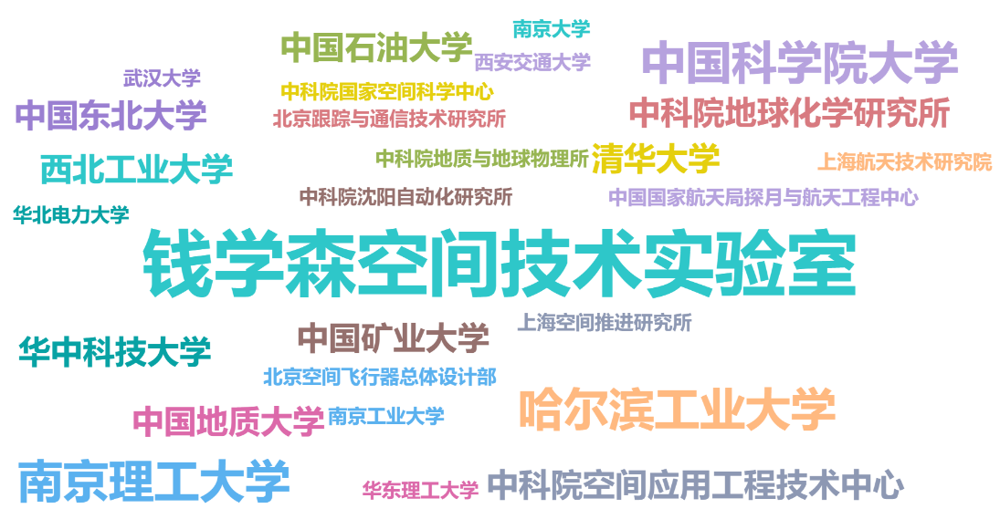 南京大学
中国石油大学
西安交通大学
中国科学院大学
武汉大学
中科院国家空间科学中心
中国东北大学
北京跟踪与通信技术研究所
中科院地球化学研究所
中科院地质与地球物理所
清华大学
上海航天技术研究院
西北工业大学
中科院沈阳自动化研究所
中国国家航天局探月与航天工程中心
华北电力大学
钱学森空间技术实验室
上海空间推进研究所
中国矿业大学
华中科技大学
北京空间飞行器总体设计部
哈尔滨工业大学
中国地质大学
南京工业大学
南京理工大学
华东理工大学
中科院空间应用工程技术中心